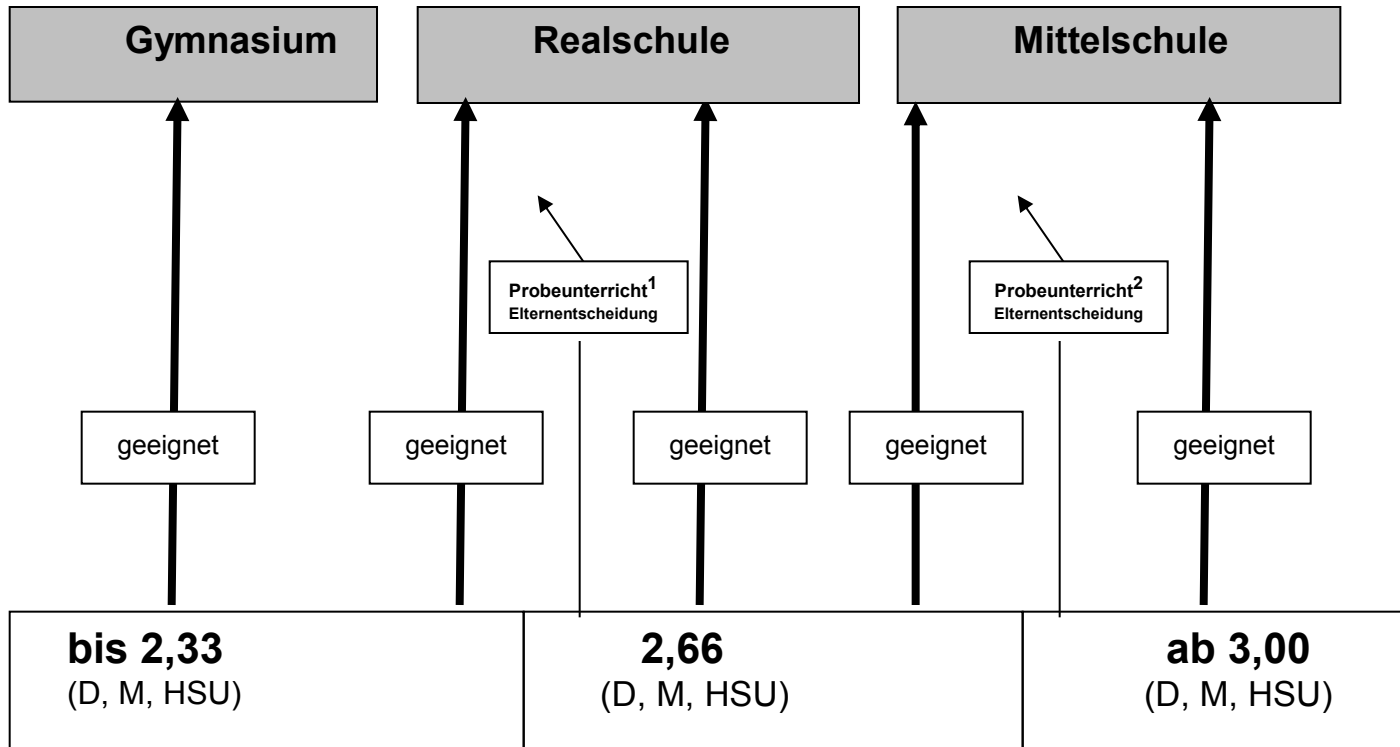 Gymnasium
Realschule
Mittelschule
Probeunterricht¹
Elternentscheidung
Probeunterricht²
Elternentscheidung
geeignet
geeignet
geeignet
geeignet
geeignet
bis 2,33
(D, M, HSU)
2,66
(D, M, HSU)
ab 3,00
(D, M, HSU)